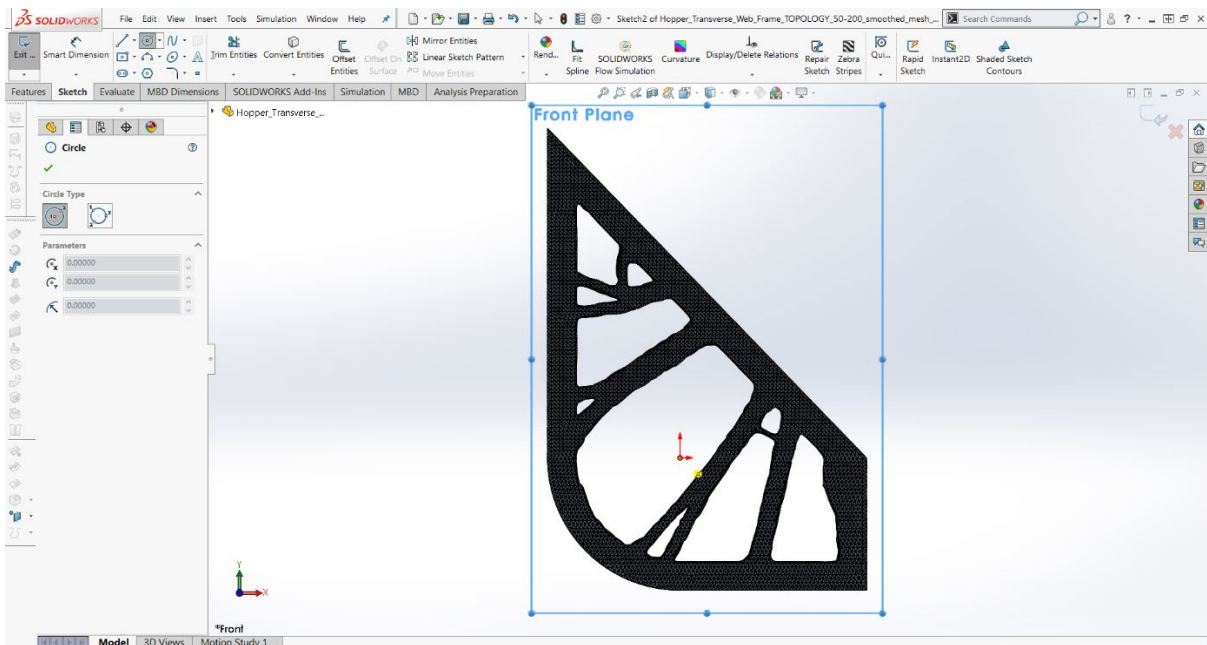 SOLIDWORKS File Edit View Insert Tools Simulation Window Help Sketch2 of Hopper_Transverse_Web_Frame_TOPOLOGY_50-200_smoothed_mesh_... Search Commands
Exit ... Smart Dimension Trim Entities Convert Entities Offset Entities Offset On Surface Mirror Entities Linear Sketch Pattern Move Entities Rend... Fit Spline SOLIDWORKS Flow Simulation Curvature Display/Delete Relations Repair Sketch Zebra Stripes Qui... Rapid Sketch Instant2D Shaded Sketch Contours
Features Sketch Evaluate MBD Dimensions SOLIDWORKS Add-Ins Simulation MBD Analysis Preparation
Hopper_Transverse_...
Front Plane
Circle
Circle Type
Parameters
0.00000
0.00000
0.00000
Y
X
*Front
Model 3D Views Motion Study 1